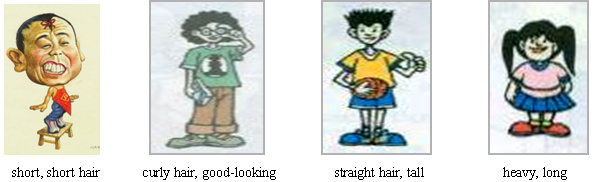 short, short hair
curly hair, good-looking
straight hair, tall
heavy, long